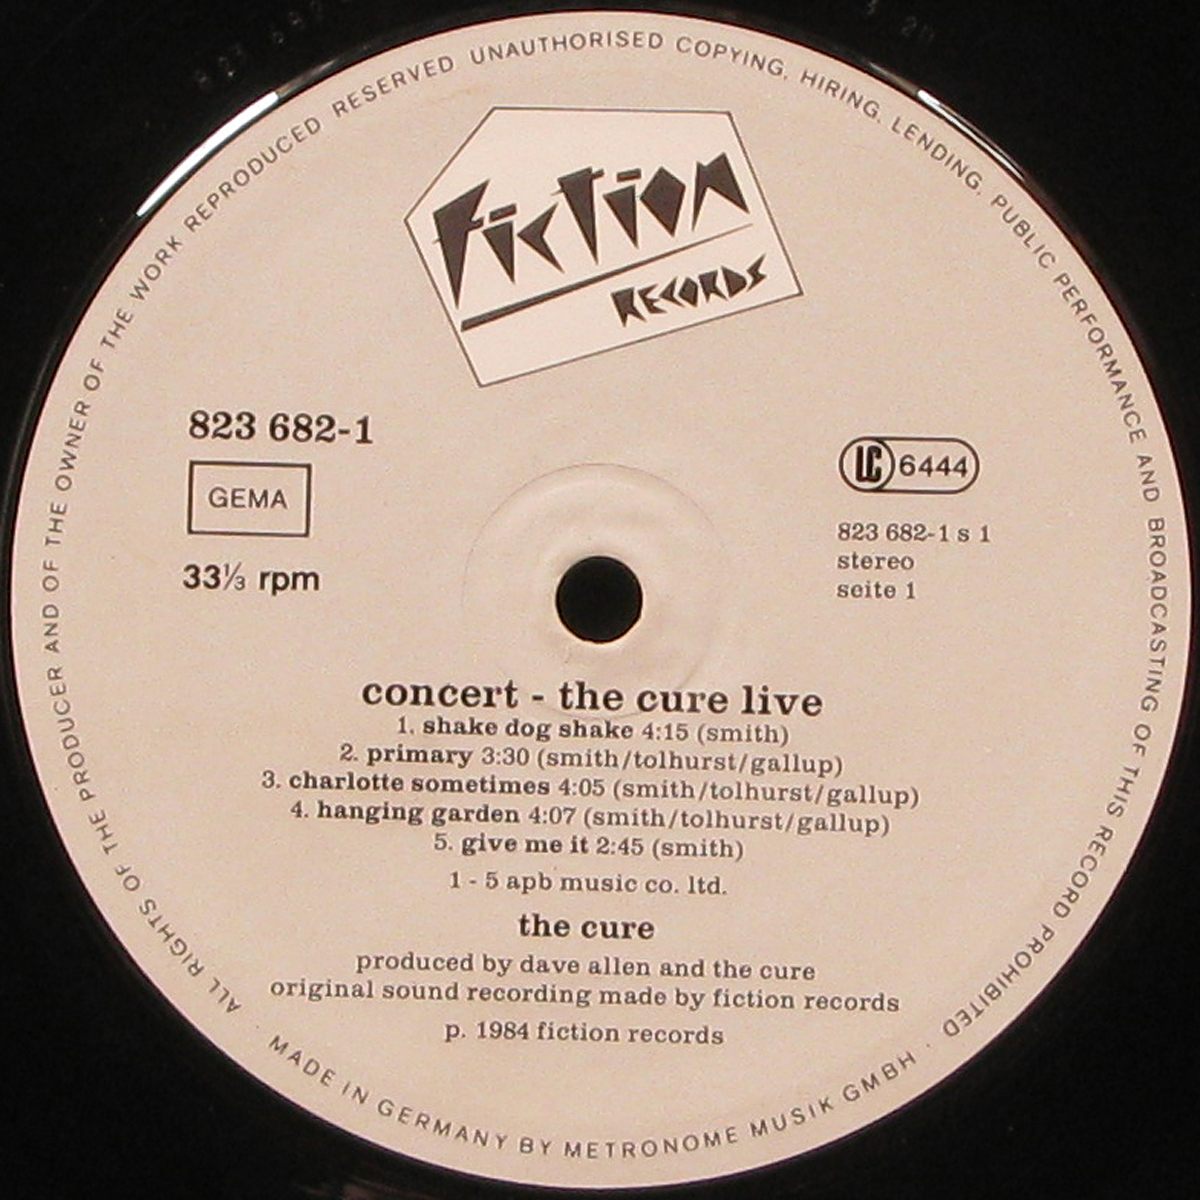 ALL RIGHTS OF THE PRODUCER AND OF THE OWNER OF THE WORK REPRODUCED RESERVED UNAUTHORISED COPYING, HIRING, LENDING, PUBLIC PERFORMANCE AND BROADCASTING OF THIS RECORD PROHIBITED
Fiction
RECORDS
823 682-1
GEMA
33⅓ rpm
LC 6444
823 682-1 s 1
stereo
seite 1
concert - the cure live
1. shake dog shake 4:15 (smith)
2. primary 3:30 (smith/tolhurst/gallup)
3. charlotte sometimes 4:05 (smith/tolhurst/gallup)
4. hanging garden 4:07 (smith/tolhurst/gallup)
5. give me it 2:45 (smith)
1 - 5 apb music co. ltd.
the cure
produced by dave allen and the cure
original sound recording made by fiction records
p. 1984 fiction records
MADE IN GERMANY BY METRONOME MUSIK GMBH ·